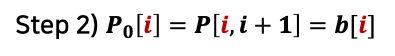 Step 2) P₀[i] = P[i, i + 1] = b[i]